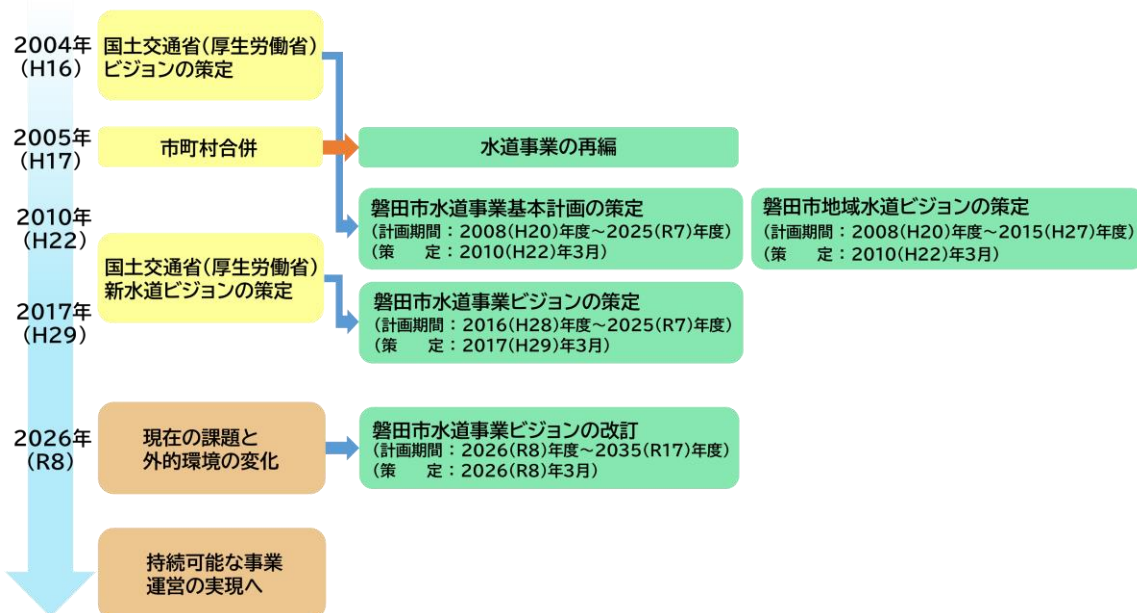 2004年
(H16)
国土交通省(厚生労働省)
ビジョンの策定
2005年
(H17)
市町村合併
水道事業の再編
2010年
(H22)
磐田市水道事業基本計画の策定
(計画期間：2008(H20)年度～2025(R7)年度)
(策　定：2010(H22)年3月)
磐田市地域水道ビジョンの策定
(計画期間：2008(H20)年度～2015(H27)年度)
(策　定：2010(H22)年3月)
国土交通省(厚生労働省)
新水道ビジョンの策定
2017年
(H29)
磐田市水道事業ビジョンの策定
(計画期間：2016(H28)年度～2025(R7)年度)
(策　定：2017(H29)年3月)
2026年
(R8)
現在の課題と
外的環境の変化
磐田市水道事業ビジョンの改訂
(計画期間：2026(R8)年度～2035(R17)年度)
(策　定：2026(R8)年3月)
持続可能な事業
運営の実現へ